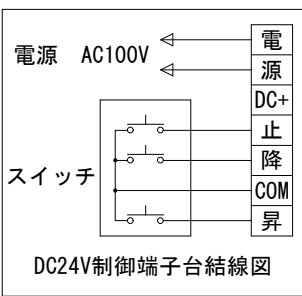 電源 AC100V
電
源
DC+
止
降
COM
昇
スイッチ
DC24V制御端子台結線図